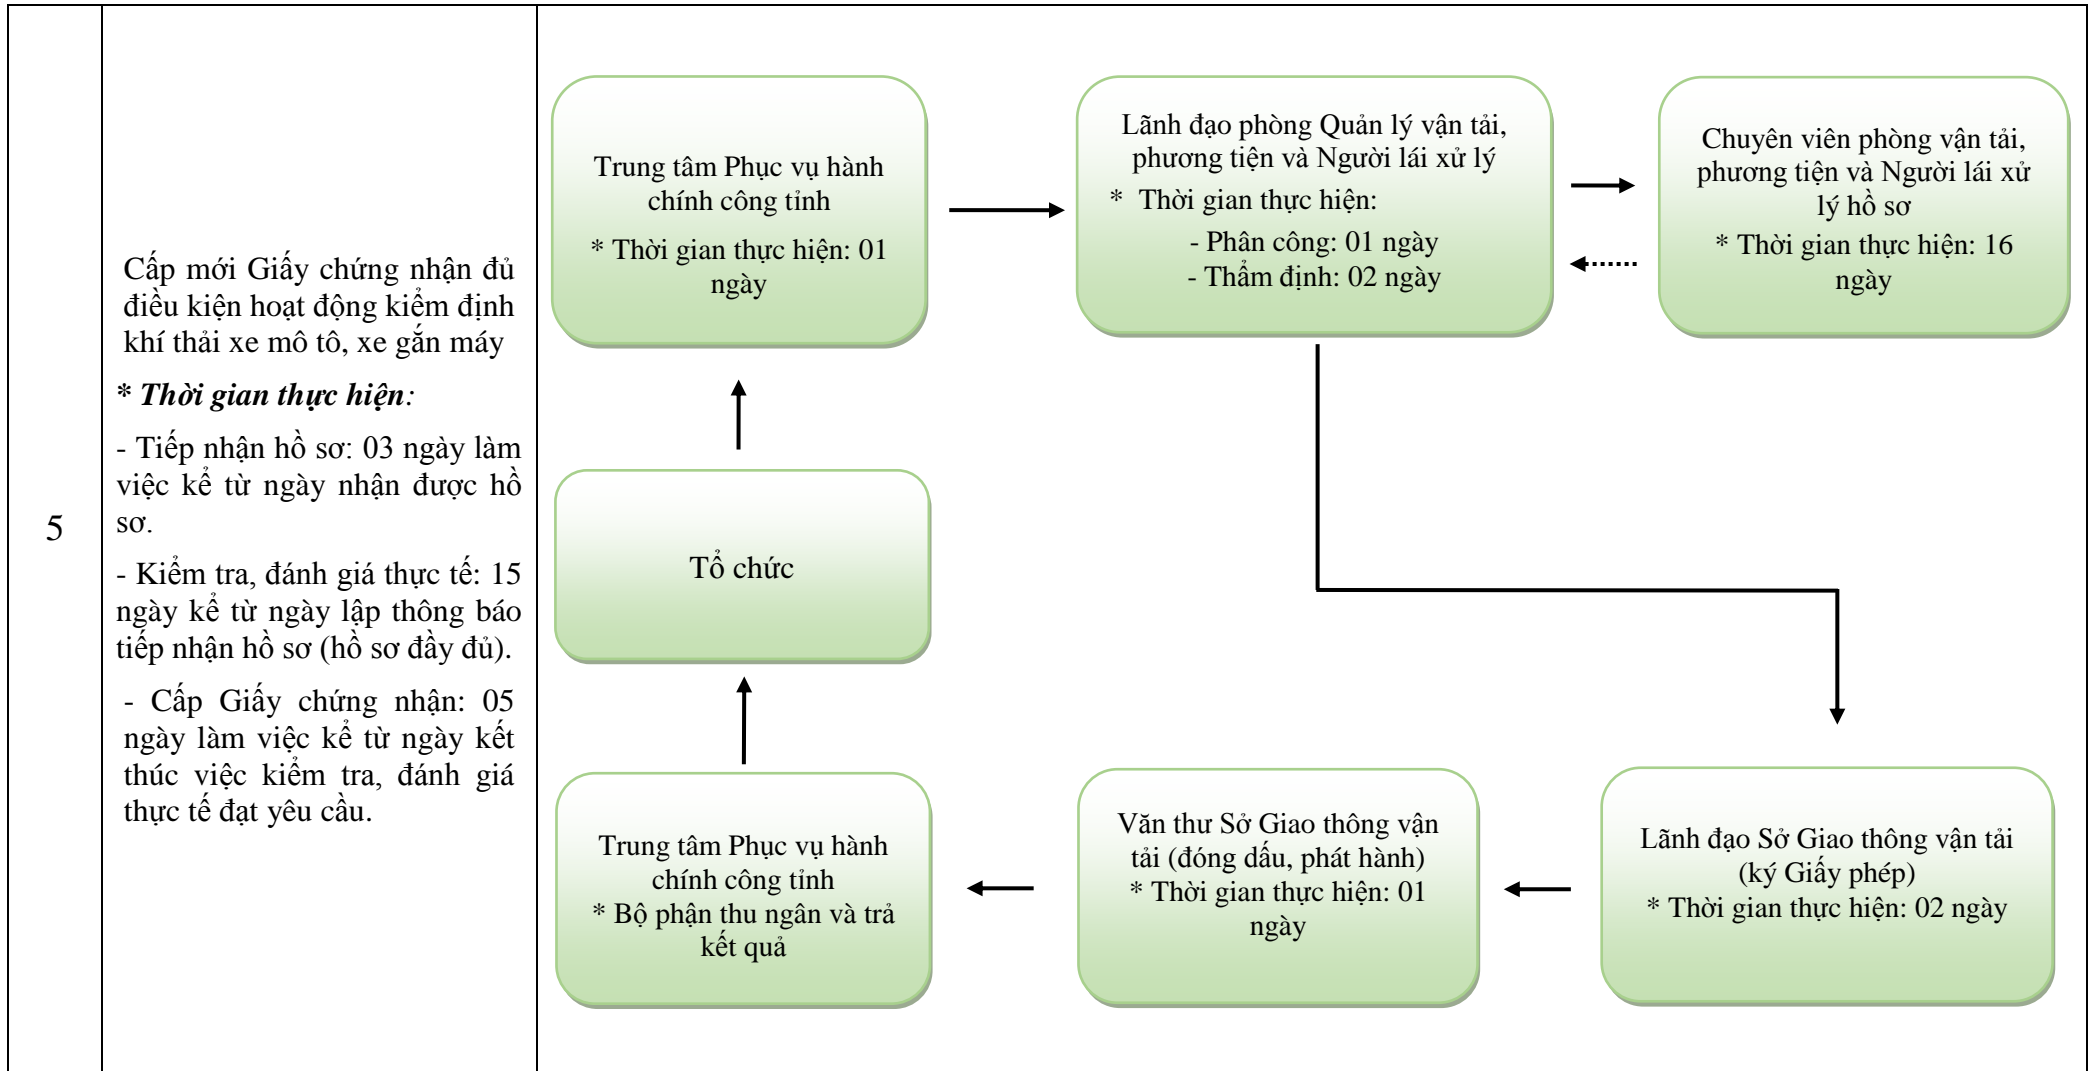 5
Cấp mới Giấy chứng nhận đủ
điều kiện hoạt động kiểm định
khí thải xe mô tô, xe gắn máy
* Thời gian thực hiện:
- Tiếp nhận hồ sơ: 03 ngày làm
việc kể từ ngày nhận được hồ
sơ.
- Kiểm tra, đánh giá thực tế: 15
ngày kể từ ngày lập thông báo
tiếp nhận hồ sơ (hồ sơ đầy đủ).
- Cấp Giấy chứng nhận: 05
ngày làm việc kể từ ngày kết
thúc việc kiểm tra, đánh giá
thực tế đạt yêu cầu.
Trung tâm Phục vụ hành
chính công tỉnh
* Thời gian thực hiện: 01
ngày
Lãnh đạo phòng Quản lý vận tải,
phương tiện và Người lái xử lý
* Thời gian thực hiện:
- Phân công: 01 ngày
- Thẩm định: 02 ngày
Chuyên viên phòng vận tải,
phương tiện và Người lái xử
lý hồ sơ
* Thời gian thực hiện: 16
ngày
Tổ chức
Trung tâm Phục vụ hành
chính công tỉnh
* Bộ phận thu ngân và trả
kết quả
Văn thư Sở Giao thông vận
tải (đóng dấu, phát hành)
* Thời gian thực hiện: 01
ngày
Lãnh đạo Sở Giao thông vận tải
(ký Giấy phép)
* Thời gian thực hiện: 02 ngày